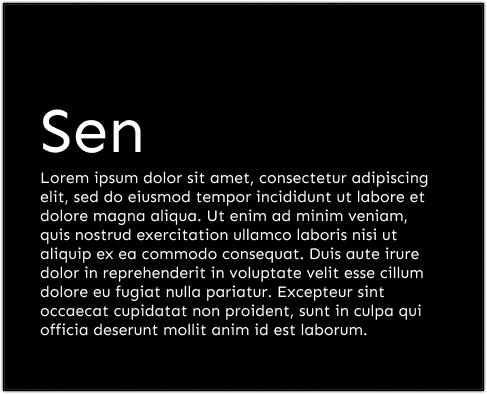 Sen
Lorem ipsum dolor sit amet, consectetur adipiscing
elit, sed do eiusmod tempor incididunt ut labore et
dolore magna aliqua. Ut enim ad minim veniam,
quis nostrud exercitation ullamco laboris nisi ut
aliquip ex ea commodo consequat. Duis aute irure
dolor in reprehenderit in voluptate velit esse cillum
dolore eu fugiat nulla pariatur. Excepteur sint
occaecat cupidatat non proident, sunt in culpa qui
officia deserunt mollit anim id est laborum.